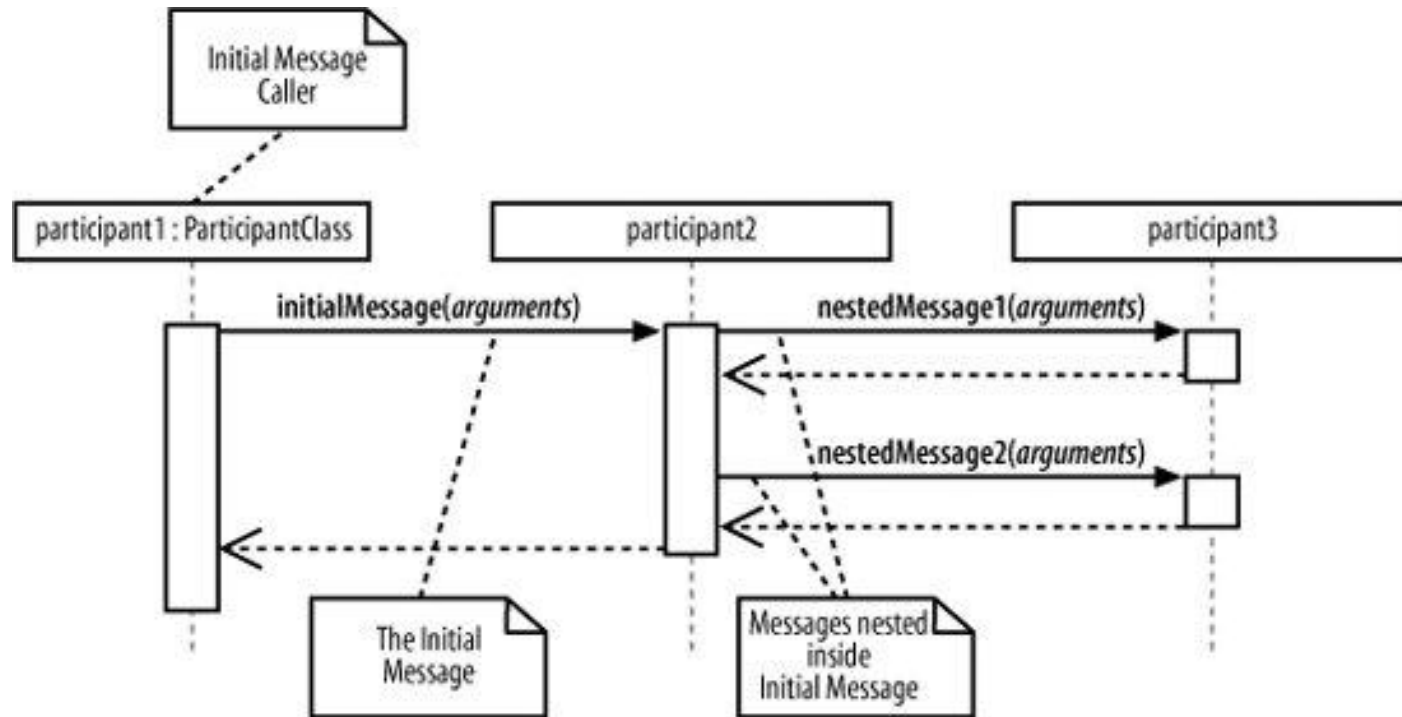 Initial Message
Caller
participant1 : ParticipantClass
participant2
participant3
initialMessage(arguments)
nestedMessage1(arguments)
nestedMessage2(arguments)
The Initial
Message
Messages nested
inside
Initial Message